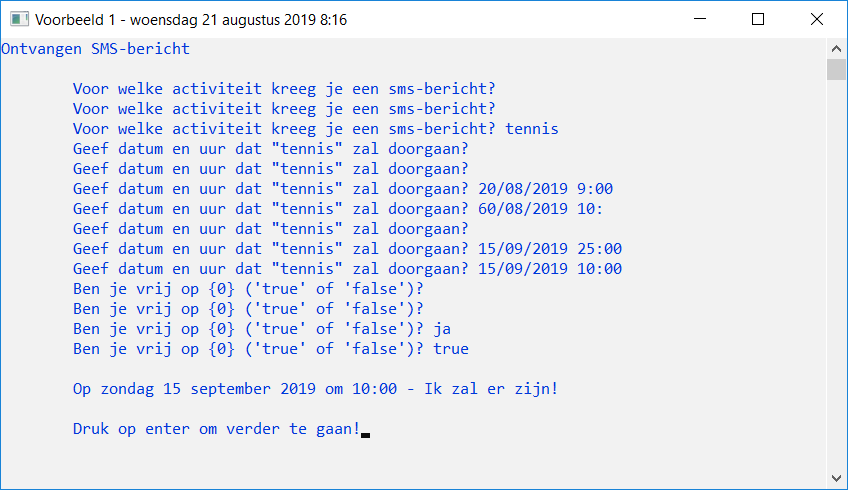 Voorbeeld 1 - woensdag 21 augustus 2019 8:16
Ontvangen SMS-bericht
Voor welke activiteit kreeg je een sms-bericht?
Voor welke activiteit kreeg je een sms-bericht?
Voor welke activiteit kreeg je een sms-bericht? tennis
Geef datum en uur dat "tennis" zal doorgaan?
Geef datum en uur dat "tennis" zal doorgaan?
Geef datum en uur dat "tennis" zal doorgaan? 20/08/2019 9:00
Geef datum en uur dat "tennis" zal doorgaan? 60/08/2019 10:
Geef datum en uur dat "tennis" zal doorgaan?
Geef datum en uur dat "tennis" zal doorgaan? 15/09/2019 25:00
Geef datum en uur dat "tennis" zal doorgaan? 15/09/2019 10:00
Ben je vrij op {0} ('true' of 'false')?
Ben je vrij op {0} ('true' of 'false')?
Ben je vrij op {0} ('true' of 'false')? ja
Ben je vrij op {0} ('true' of 'false')? true
Op zondag 15 september 2019 om 10:00 - Ik zal er zijn!
Druk op enter om verder te gaan!